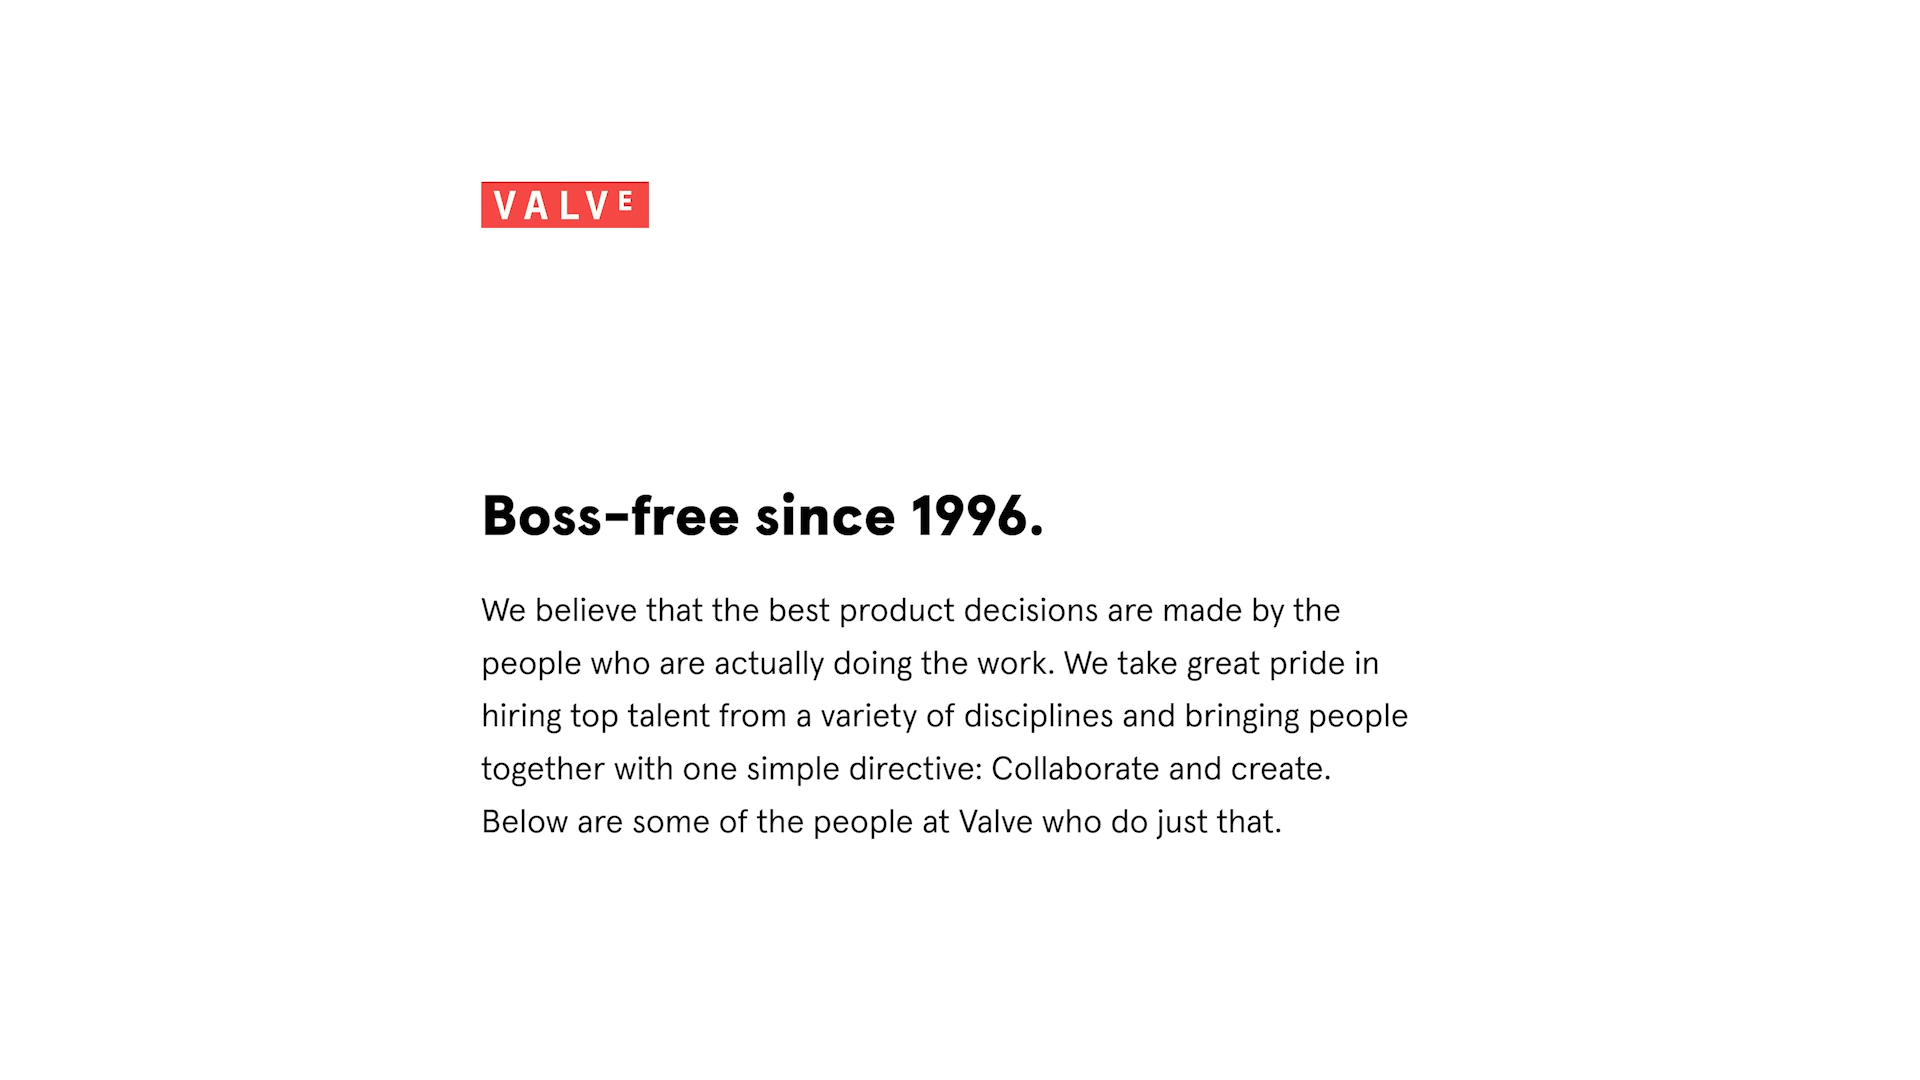 VALVE
Boss-free since 1996.
We believe that the best product decisions are made by the
people who are actually doing the work. We take great pride in
hiring top talent from a variety of disciplines and bringing people
together with one simple directive: Collaborate and create.
Below are some of the people at Valve who do just that.